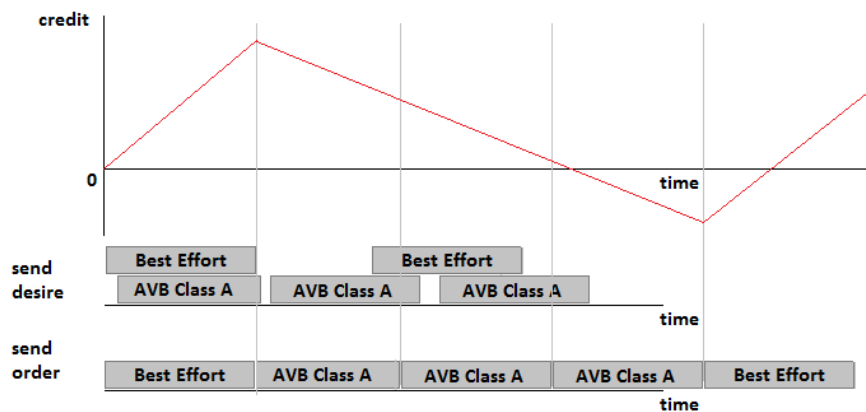 credit
0
time
Best Effort
Best Effort
send
desire
AVB Class A
AVB Class A
AVB Class A
time
send
order
Best Effort
AVB Class A
AVB Class A
AVB Class A
Best Effort
time